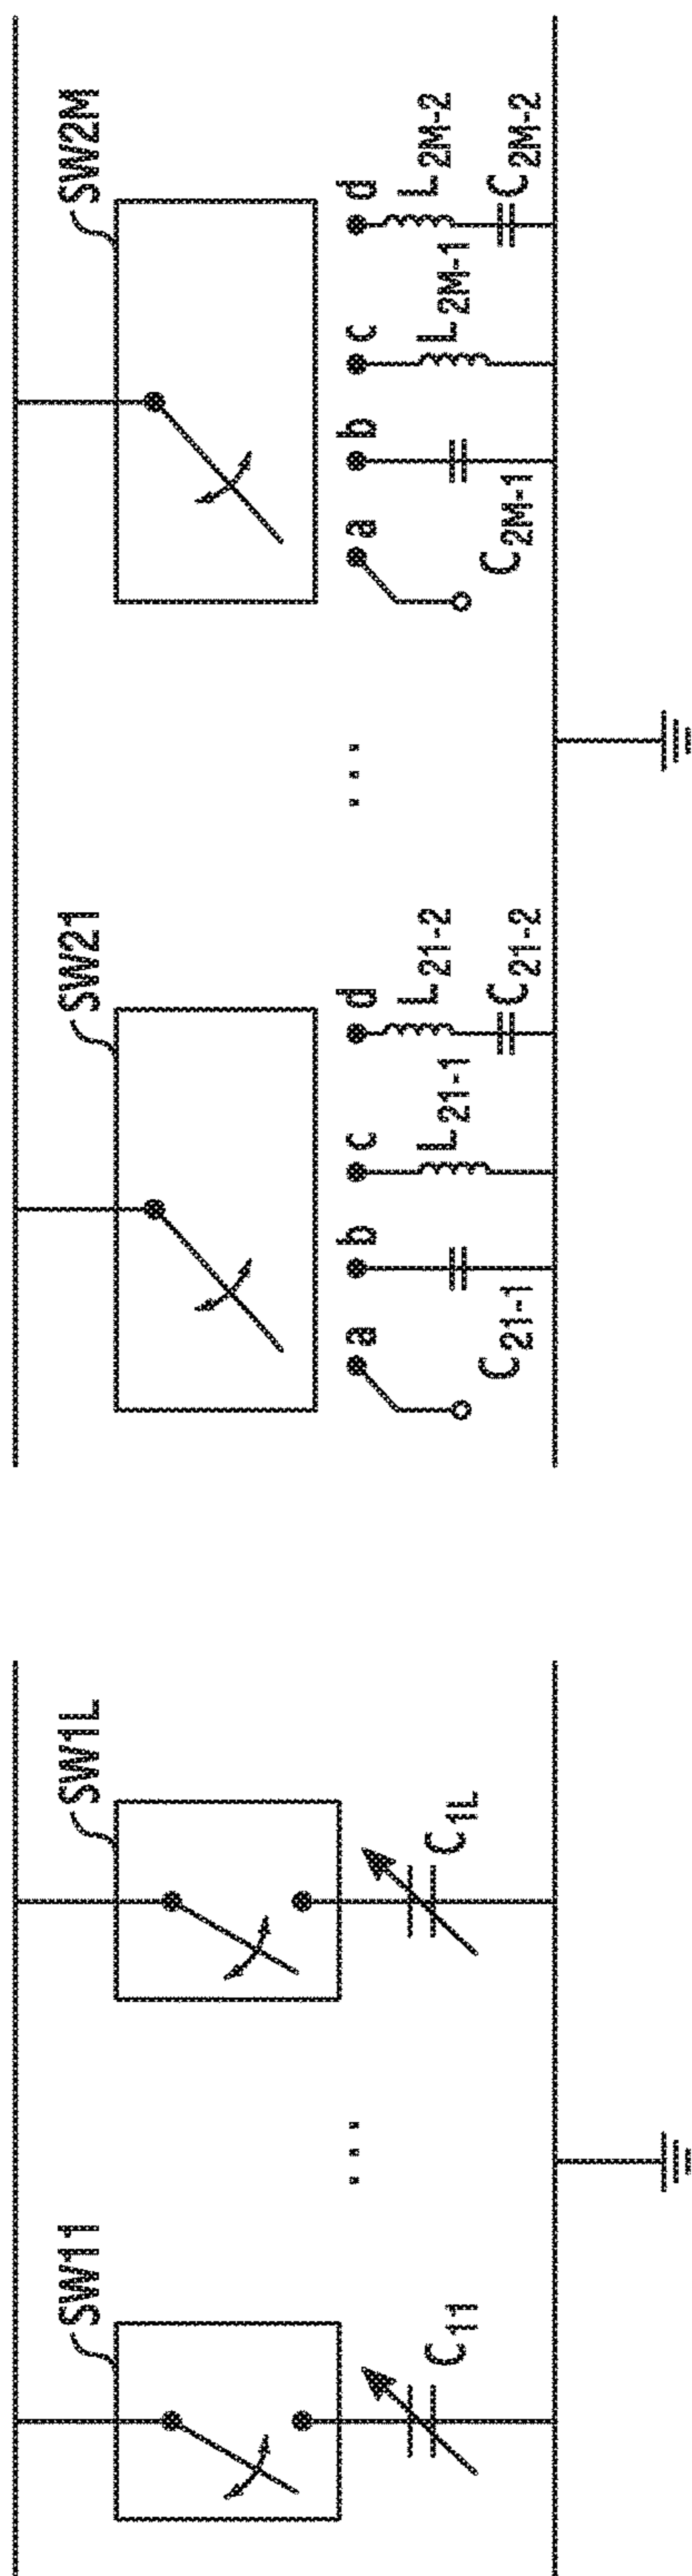 SW11
C11
...
SW1L
C1L
SW21
a
b
c
d
C21-1
L21-1
L21-2
C21-2
...
SW2M
a
b
c
d
C2M-1
L2M-1
L2M-2
C2M-2